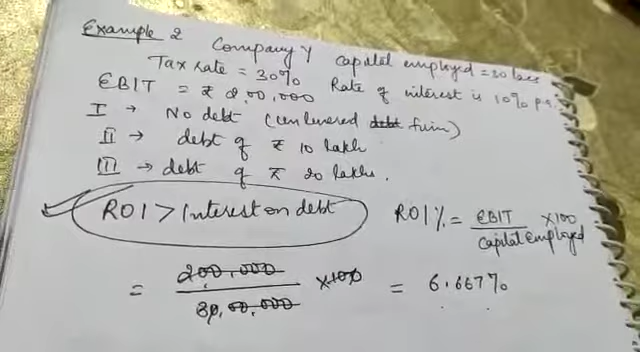 Example 2 Company Y capital employed = 30 lacs
Tax rate = 30%
EBIT = ₹ 2,00,000 Rate of interest is 10% p.a.
I → No debt (unlevered firm)
II → debt of ₹ 10 lakh
III → debt of ₹ 20 lakhs.
ROI > Interest on debt
ROI% = EBIT / capital employed × 100
= 200,000 / 30,00,000 × 100 = 6.667%